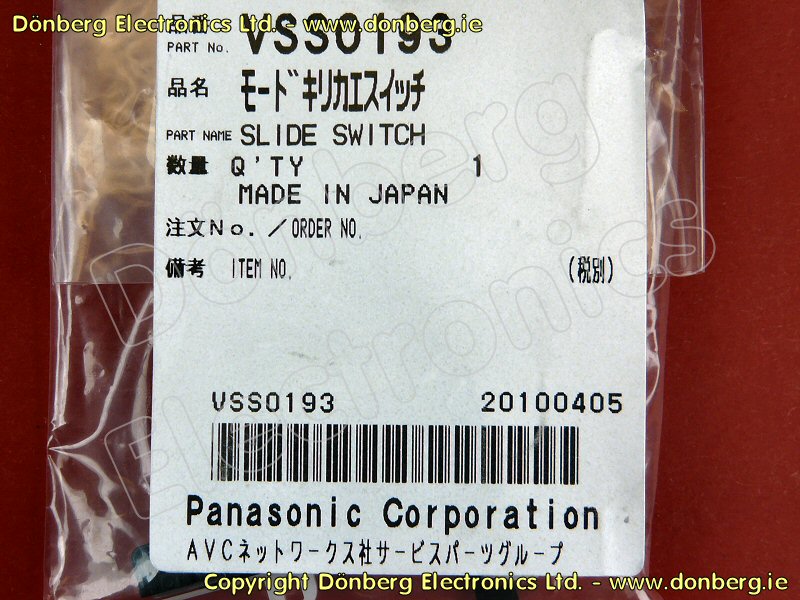 Dönberg Electronics Ltd. - www.donberg.ie
品番
PART No. VSS0193
品名 モードキリカエスイッチ
PART NAME SLIDE SWITCH
数量 Q'TY 1
MADE IN JAPAN
注文No./ORDER NO.
備考 ITEM NO. (税別)
Dönberg
Electronics
VSS0193 20100405
Panasonic Corporation
AVCネットワークス社サービスパーツグループ
©Copyright Dönberg Electronics Ltd. - www.donberg.ie